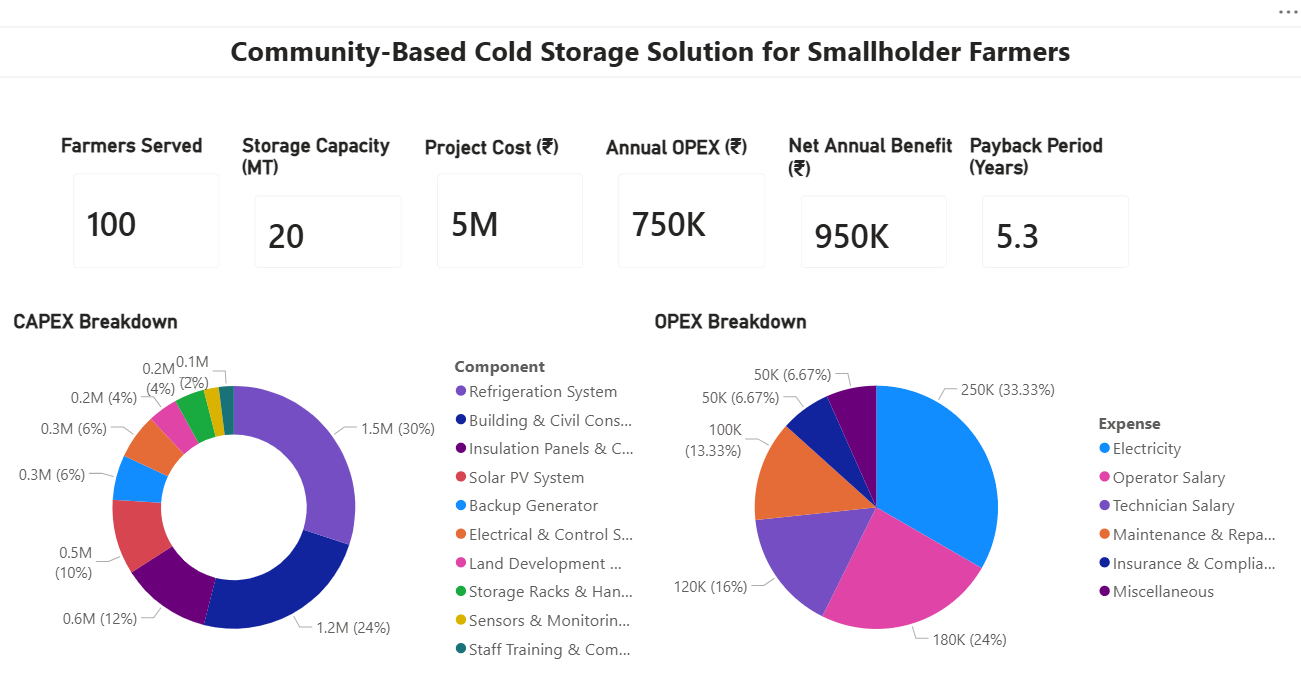 Community-Based Cold Storage Solution for Smallholder Farmers
Farmers Served
100
Storage Capacity
(MT)
20
Project Cost (₹)
5M
Annual OPEX (₹)
750K
Net Annual Benefit
(₹)
950K
Payback Period
(Years)
5.3
CAPEX Breakdown
0.1M
(2%)
0.2M
(4%)
0.2M (4%)
0.3M (6%)
0.3M (6%)
0.5M
(10%)
0.6M (12%)
1.2M (24%)
1.5M (30%)
Component
Refrigeration System
Building & Civil Cons...
Insulation Panels & C...
Solar PV System
Backup Generator
Electrical & Control S...
Land Development ...
Storage Racks & Han...
Sensors & Monitorin...
Staff Training & Com...
OPEX Breakdown
50K (6.67%)
50K (6.67%)
100K
(13.33%)
120K (16%)
180K (24%)
250K (33.33%)
Expense
Electricity
Operator Salary
Technician Salary
Maintenance & Repa...
Insurance & Complia...
Miscellaneous